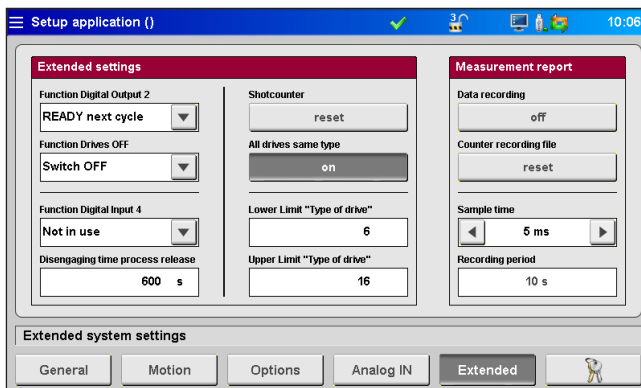 Setup application ()
3
10:06
Extended settings
Function Digital Output 2
READY next cycle
Function Drives OFF
Switch OFF
Function Digital Input 4
Not in use
Disengaging time process release
600 s
Shotcounter
reset
All drives same type
on
Lower Limit "Type of drive"
6
Upper Limit "Type of drive"
16
Measurement report
Data recording
off
Counter recording file
reset
Sample time
5 ms
Recording period
10 s
Extended system settings
General
Motion
Options
Analog IN
Extended